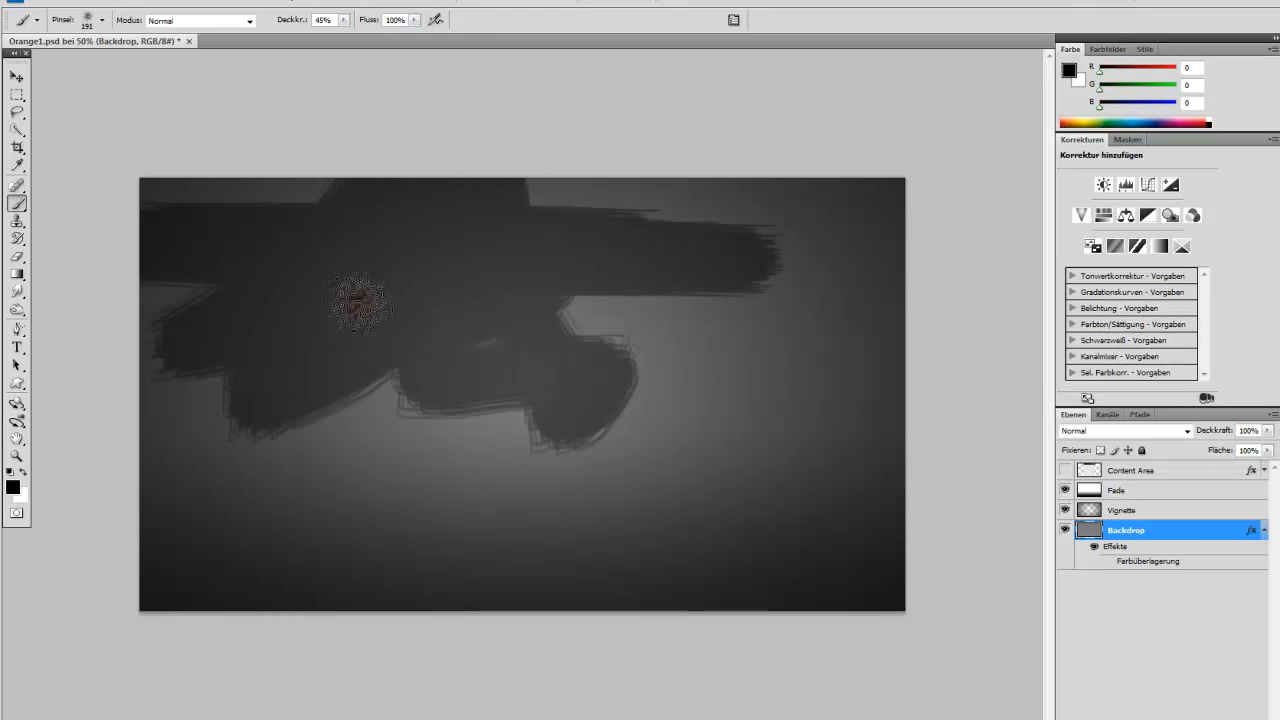 Pinsel: 191 Modus: Normal Deckkr.: 45% Fluss: 100%
Orange1.psd bei 50% (Backdrop, RGB/8#) *
Farbe Farbfelder Stile
R 0
G 0
B 0
Korrekturen Masken
Korrektur hinzufügen
Tonwertkorrektur - Vorgaben
Gradationskurven - Vorgaben
Belichtung - Vorgaben
Farbton/Sättigung - Vorgaben
Schwarzweiß - Vorgaben
Kanalmixer - Vorgaben
Sel. Farbkorr. - Vorgaben
Ebenen Kanäle Pfade
Normal Deckkraft: 100%
Fixieren: Fläche: 100%
Content Area fx
Fade
Vignette
Backdrop fx
Effekte
Farbüberlagerung